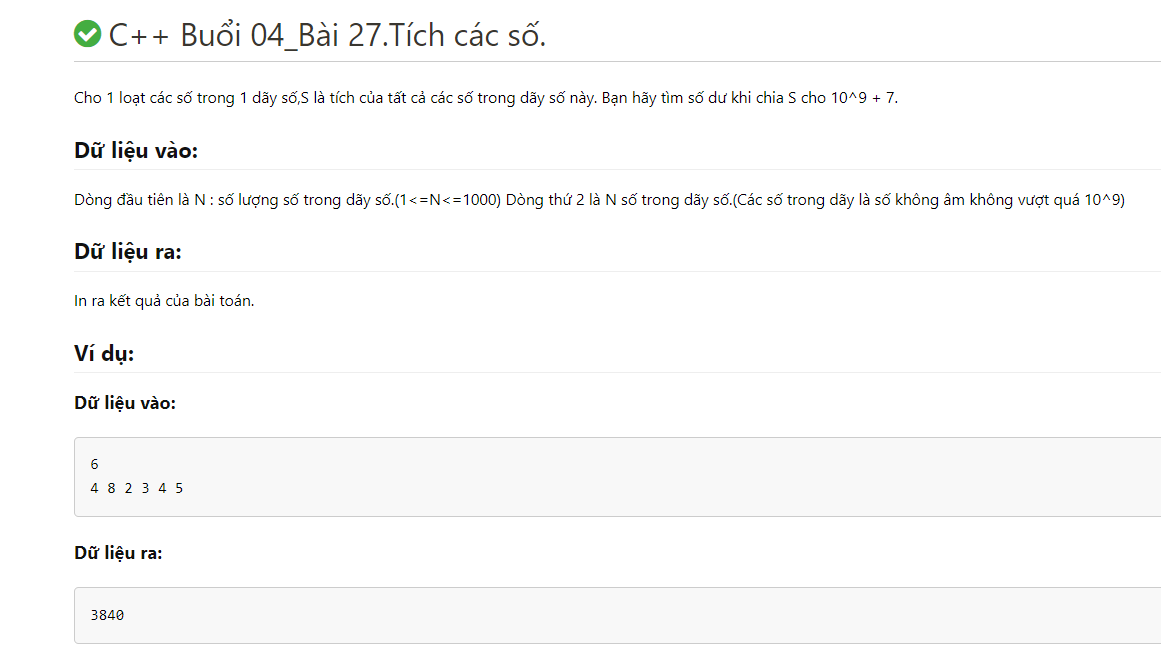 C++ Buổi 04_Bài 27.Tích các số.
Cho 1 loạt các số trong 1 dãy số,S là tích của tất cả các số trong dãy số này. Bạn hãy tìm số dư khi chia S cho 10^9 + 7.
Dữ liệu vào:
Dòng đầu tiên là N : số lượng số trong dãy số.(1<=N<=1000) Dòng thứ 2 là N số trong dãy số.(Các số trong dãy là số không âm không vượt quá 10^9)
Dữ liệu ra:
In ra kết quả của bài toán.
Ví dụ:
Dữ liệu vào:
6
4 8 2 3 4 5
Dữ liệu ra:
3840